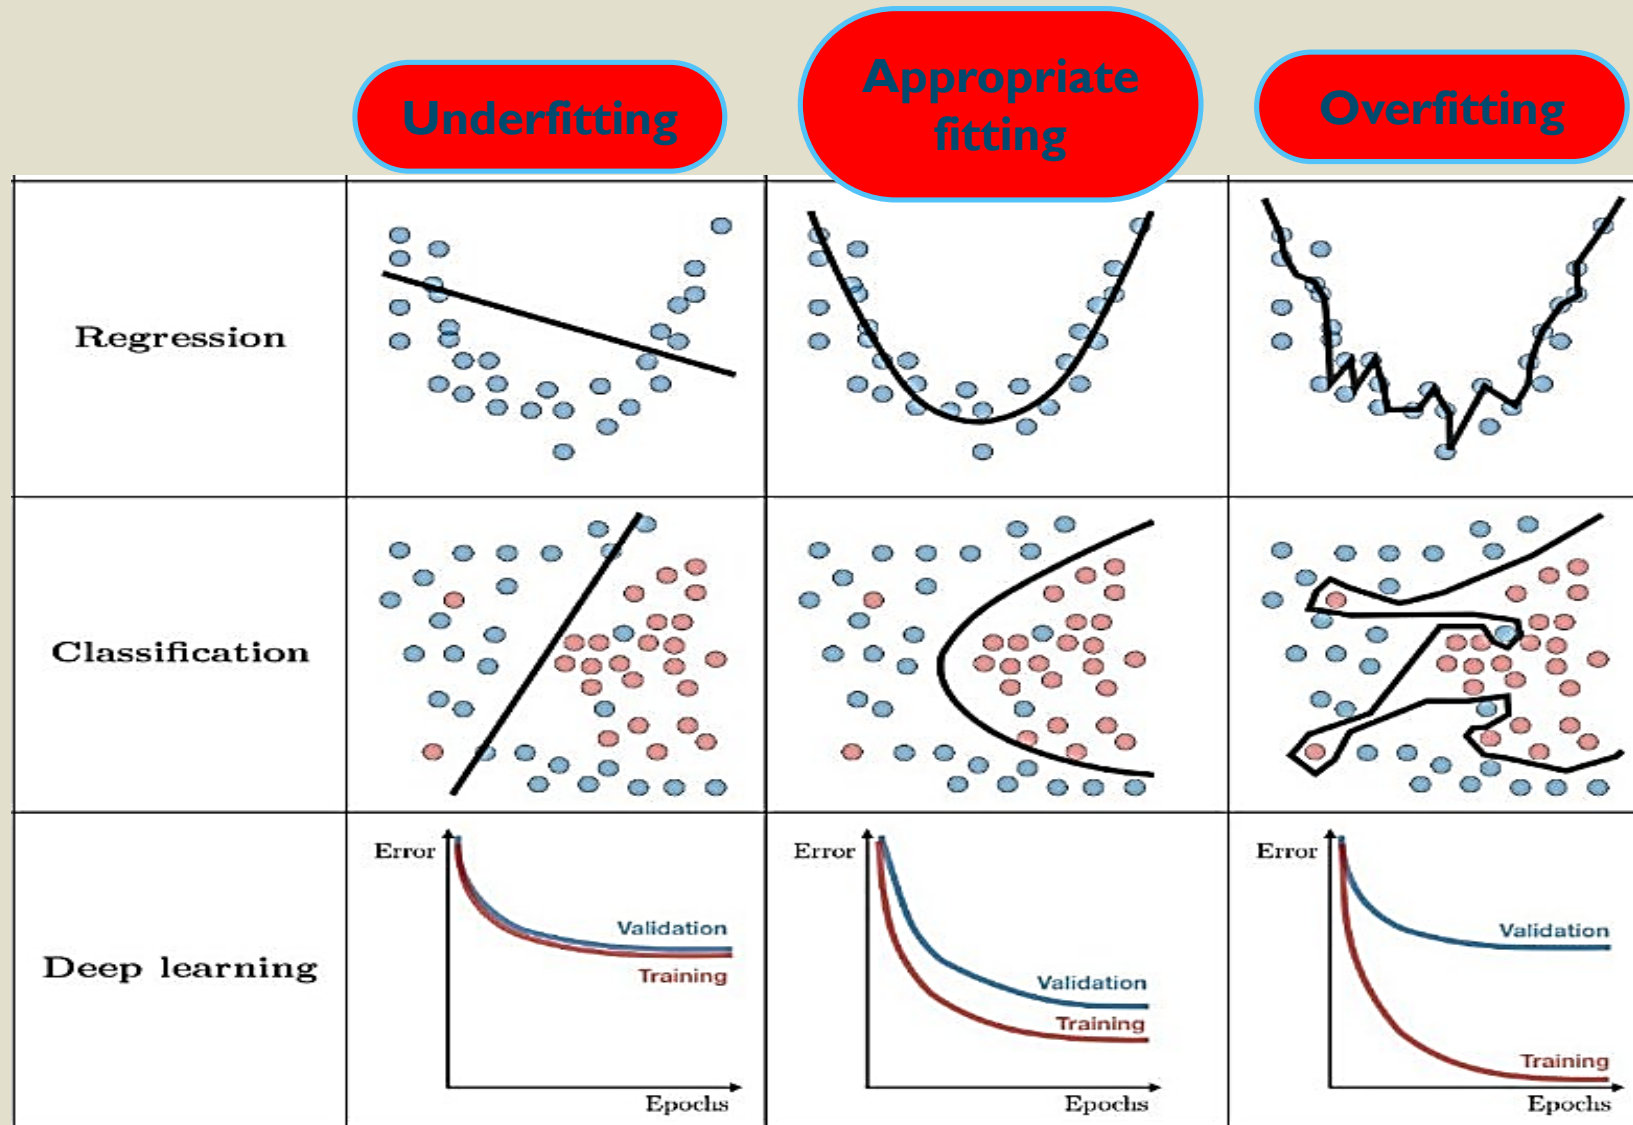 Underfitting
Appropriate
fitting
Overfitting
Regression
Classification
Deep learning
Error
Validation
Training
Epochs
Error
Validation
Training
Epochs
Error
Validation
Training
Epochs